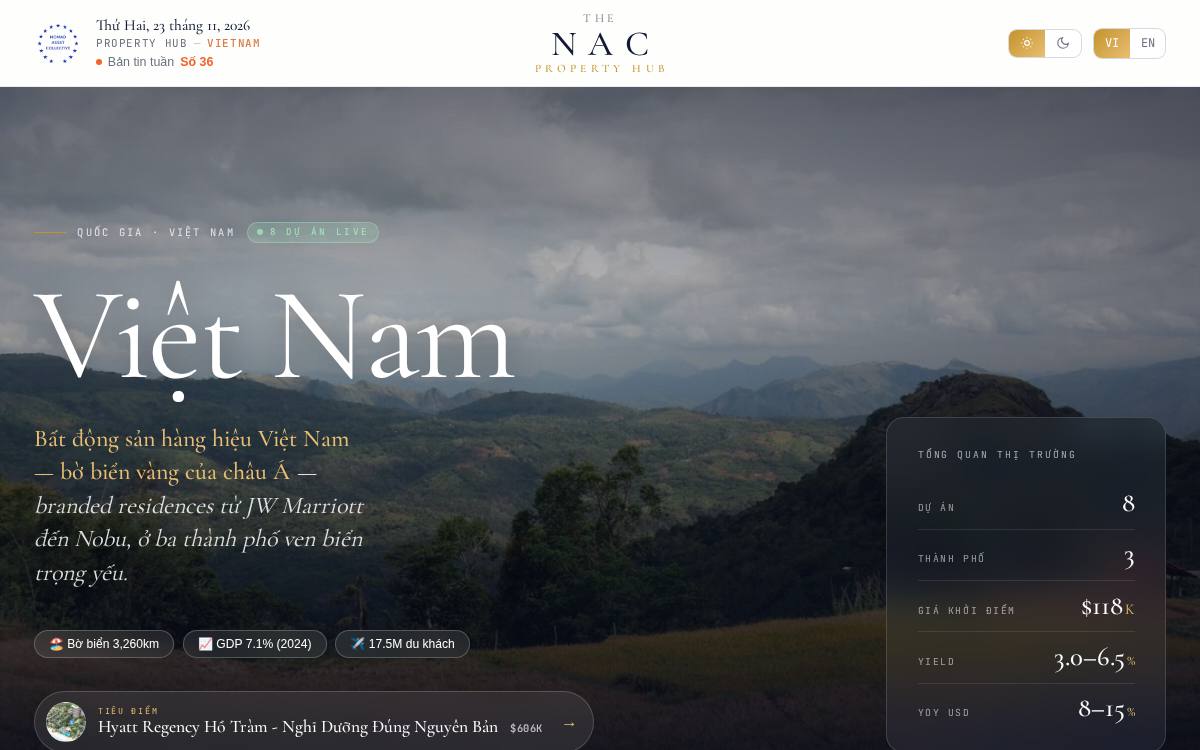 NOMAD
ASSET
COLLECTIVE
Thứ Hai, 23 tháng 11, 2026
PROPERTY HUB — VIETNAM
Bản tin tuần Số 36
THE
NAC
PROPERTY HUB
VI
EN
QUỐC GIA · VIỆT NAM
8 DỰ ÁN LIVE
Việt Nam
Bất động sản hàng hiệu Việt Nam
— bờ biển vàng của châu Á —
branded residences từ JW Marriott
đến Nobu, ở ba thành phố ven biển
trọng yếu.
🏖️ Bờ biển 3,260km
📈 GDP 7.1% (2024)
✈️ 17.5M du khách
TIÊU ĐIỂM
Hyatt Regency Hồ Tràm - Nghỉ Dưỡng Đúng Nguyên Bản $606K →
TỔNG QUAN THỊ TRƯỜNG
DỰ ÁN 8
THÀNH PHỐ 3
GIÁ KHỞI ĐIỂM $118K
YIELD 3.0–6.5%
YOY USD 8–15%